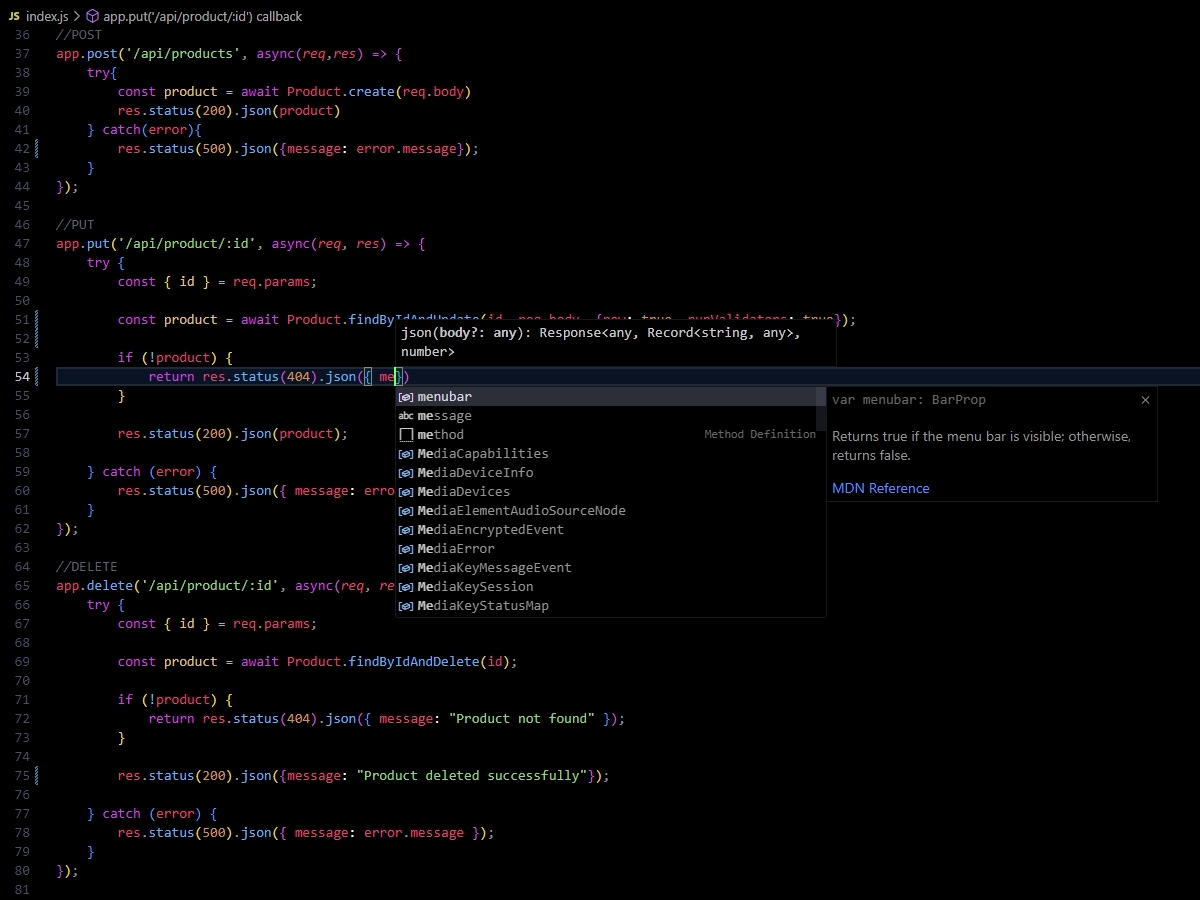 JS index.js > app.put('/api/product/:id') callback
36 //POST
37 app.post('/api/products', async(req,res) => {
38 try{
39 const product = await Product.create(req.body)
40 res.status(200).json(product)
41 } catch(error){
42 res.status(500).json({message: error.message});
43 }
44 });
45
46 //PUT
47 app.put('/api/product/:id', async(req, res) => {
48 try {
49 const { id } = req.params;
50
51 const product = await Product.findByIdAndUpdate(id, req.body, {new: true, runValidators: true});
json(body?: any): Response<any, Record<string, any>,
52
number>
53 if (!product) {
54 return res.status(404).json({ me})
55 }
menubar
var menubar: BarProp
message
56
method Method Definition
57 res.status(200).json(product);
Returns true if the menu bar is visible; otherwise,
returns false.
MediaCapabilities
58
MediaDeviceInfo
59 } catch (error) {
MDN Reference
MediaDevices
60 res.status(500).json({ message: erro
MediaElementAudioSourceNode
61 }
MediaEncryptedEvent
62 });
MediaError
63
MediaKeyMessageEvent
64 //DELETE
MediaKeySession
65 app.delete('/api/product/:id', async(req, re
MediaKeyStatusMap
66 try {
67 const { id } = req.params;
68
69 const product = await Product.findByIdAndDelete(id);
70
71 if (!product) {
72 return res.status(404).json({ message: "Product not found" });
73 }
74
75 res.status(200).json({message: "Product deleted successfully"});
76
77 } catch (error) {
78 res.status(500).json({ message: error.message });
79 }
80 });
81